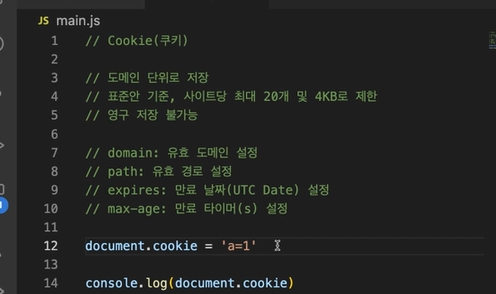 JS main.js
1 // Cookie(쿠키)
2
3 // 도메인 단위로 저장
4 // 표준안 기준, 사이트당 최대 20개 및 4KB로 제한
5 // 영구 저장 불가능
6
7 // domain: 유효 도메인 설정
8 // path: 유효 경로 설정
9 // expires: 만료 날짜(UTC Date) 설정
10 // max-age: 만료 타이머(s) 설정
11
12 document.cookie = 'a=1'
13
14 console.log(document.cookie)